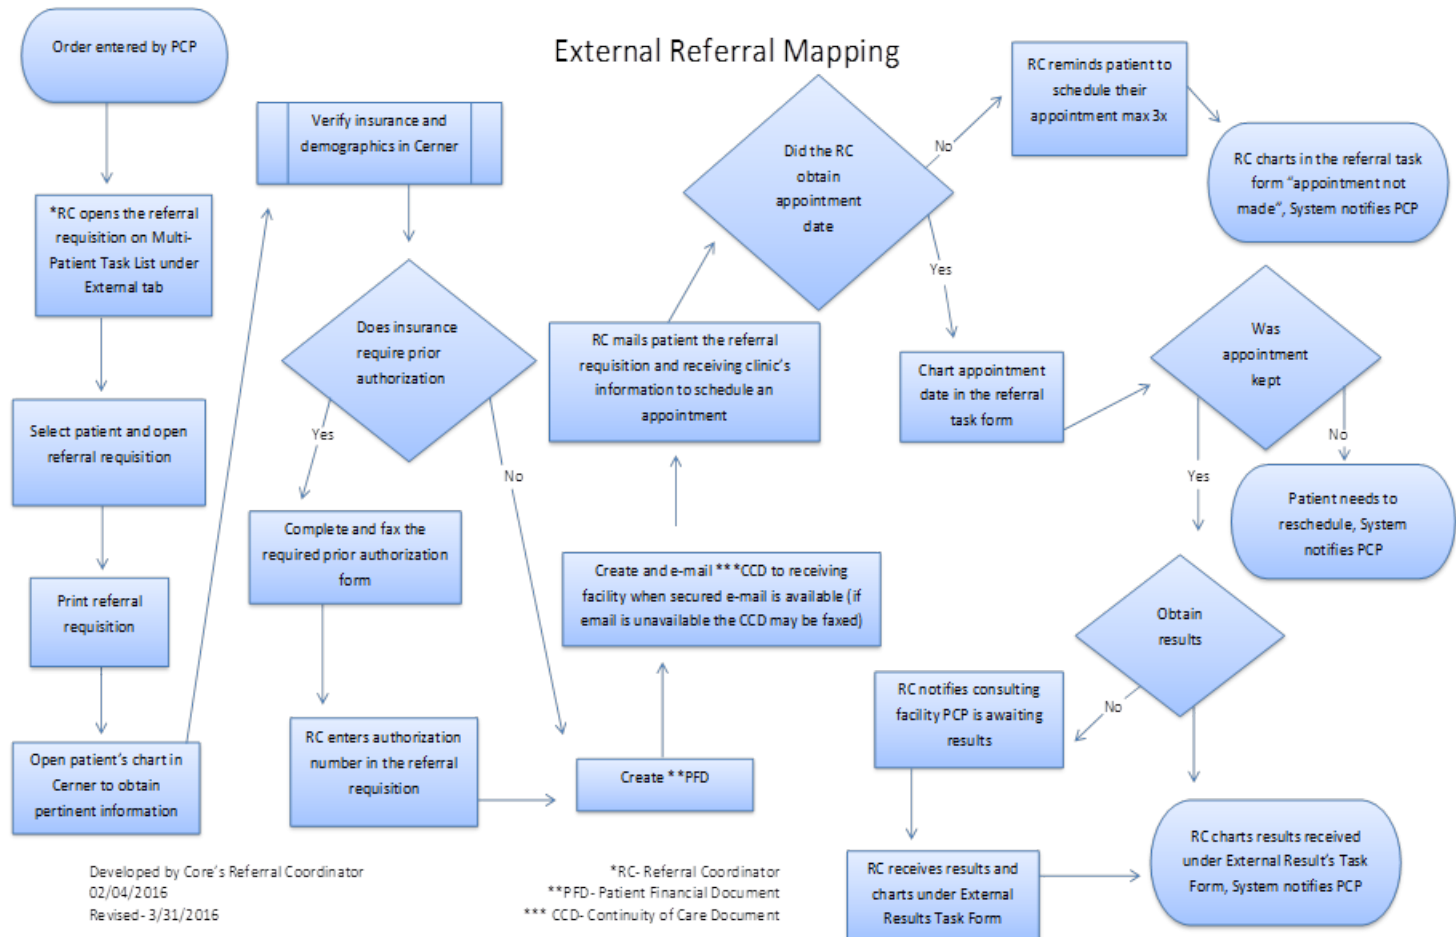 External Referral Mapping
Order entered by PCP
*RC opens the referral
requisition on Multi-
Patient Task List under
External tab
Select patient and open
referral requisition
Print referral
requisition
Open patient's chart in
Cerner to obtain
pertinent information
Verify insurance and
demographics in Cerner
Does insurance
require prior
authorization
Yes
No
Complete and fax the
required prior authorization
form
RC enters authorization
number in the referral
requisition
Create **PFD
Create and e-mail ***CCD to receiving
facility when secured e-mail is available (if
email is unavailable the CCD may be faxed)
RC mails patient the referral
requisition and receiving clinic's
information to schedule an
appointment
Did the RC
obtain
appointment
date
No
Yes
RC reminds patient to
schedule their
appointment max 3x
RC charts in the referral task
form "appointment not
made", System notifies PCP
Chart appointment
date in the referral
task form
Was
appointment
kept
No
Yes
Patient needs to
reschedule, System
notifies PCP
Obtain
results
No
RC notifies consulting
facility PCP is awaiting
results
RC receives results and
charts under External
Results Task Form
RC charts results received
under External Result's Task
Form, System notifies PCP
Developed by Core's Referral Coordinator
02/04/2016
Revised- 3/31/2016
*RC- Referral Coordinator
**PFD- Patient Financial Document
*** CCD- Continuity of Care Document